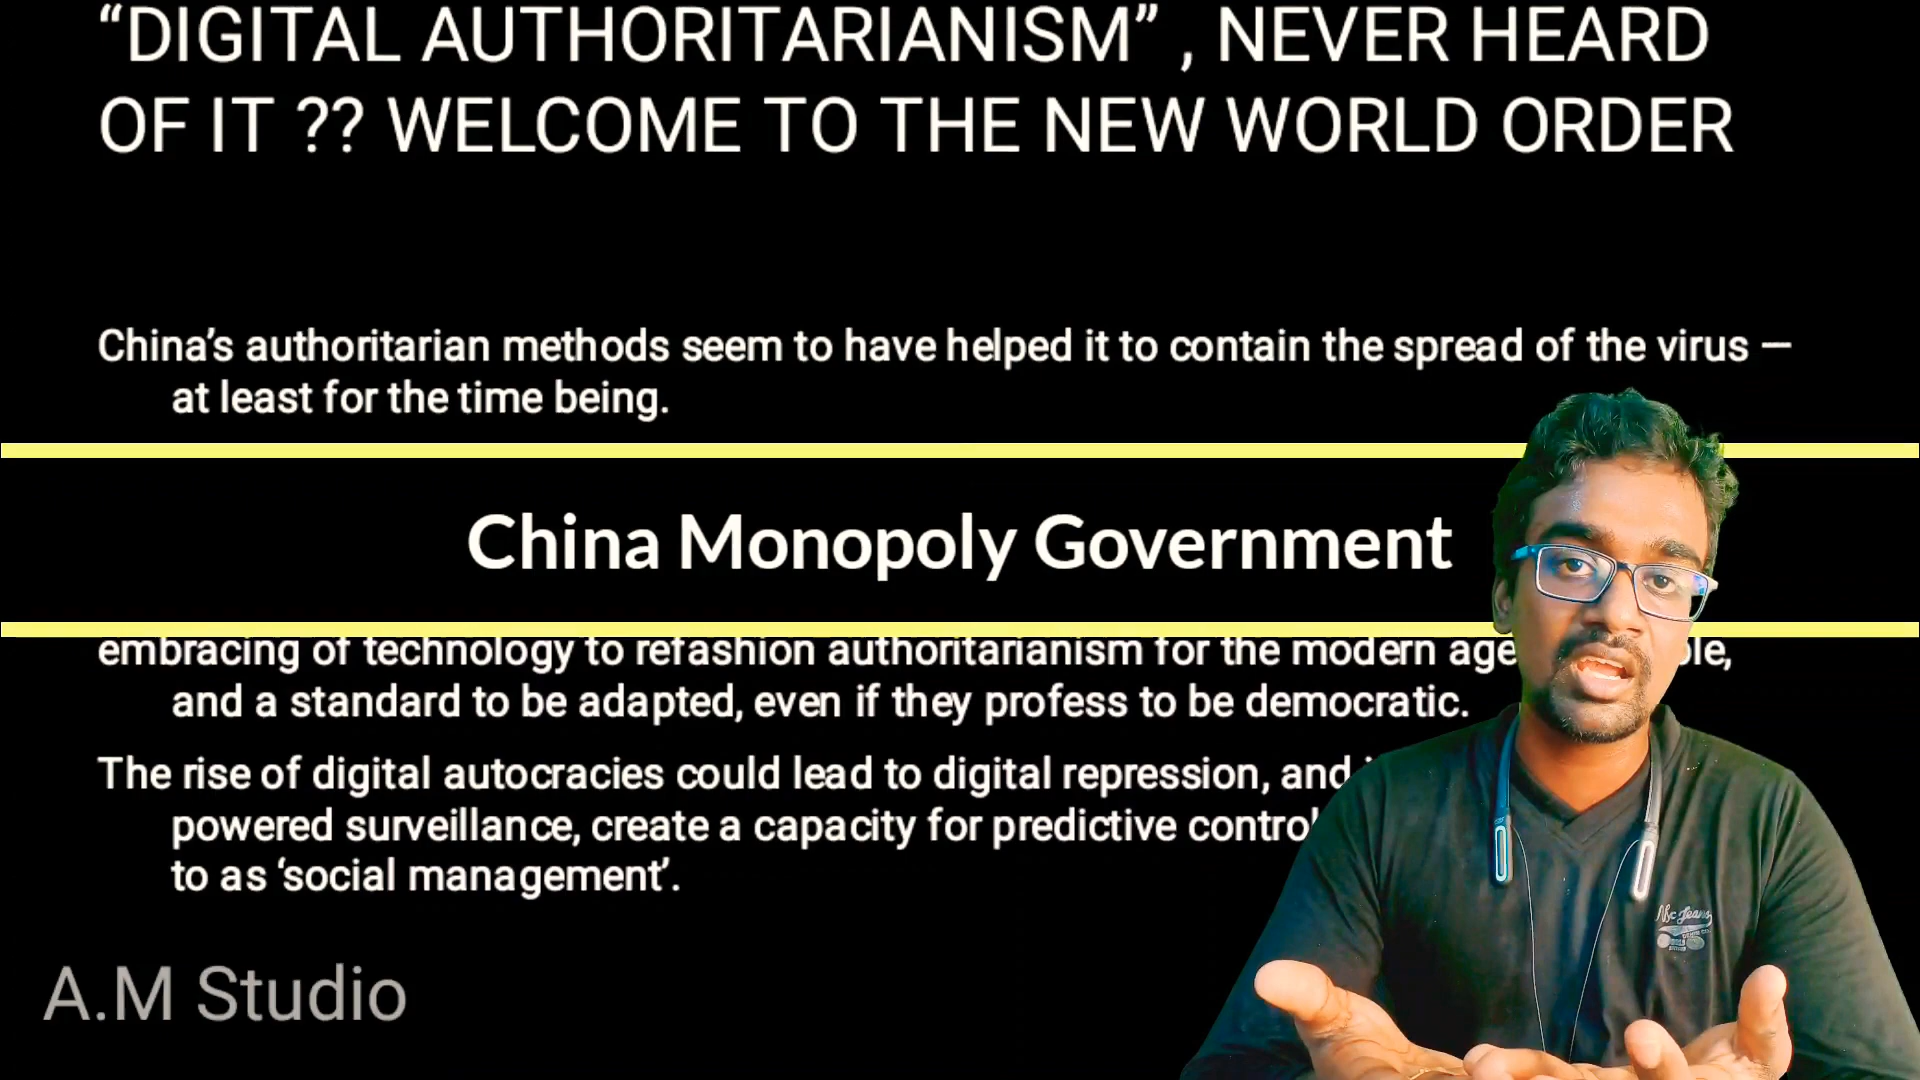 “DIGITAL AUTHORITARIANISM” , NEVER HEARD
OF IT ?? WELCOME TO THE NEW WORLD ORDER
China’s authoritarian methods seem to have helped it to contain the spread of the virus —
at least for the time being.
China Monopoly Government
embracing of technology to refashion authoritarianism for the modern age
and a standard to be adapted, even if they profess to be democratic.
The rise of digital autocracies could lead to digital repression, and
powered surveillance, create a capacity for predictive control
to as ‘social management’.
A.M Studio